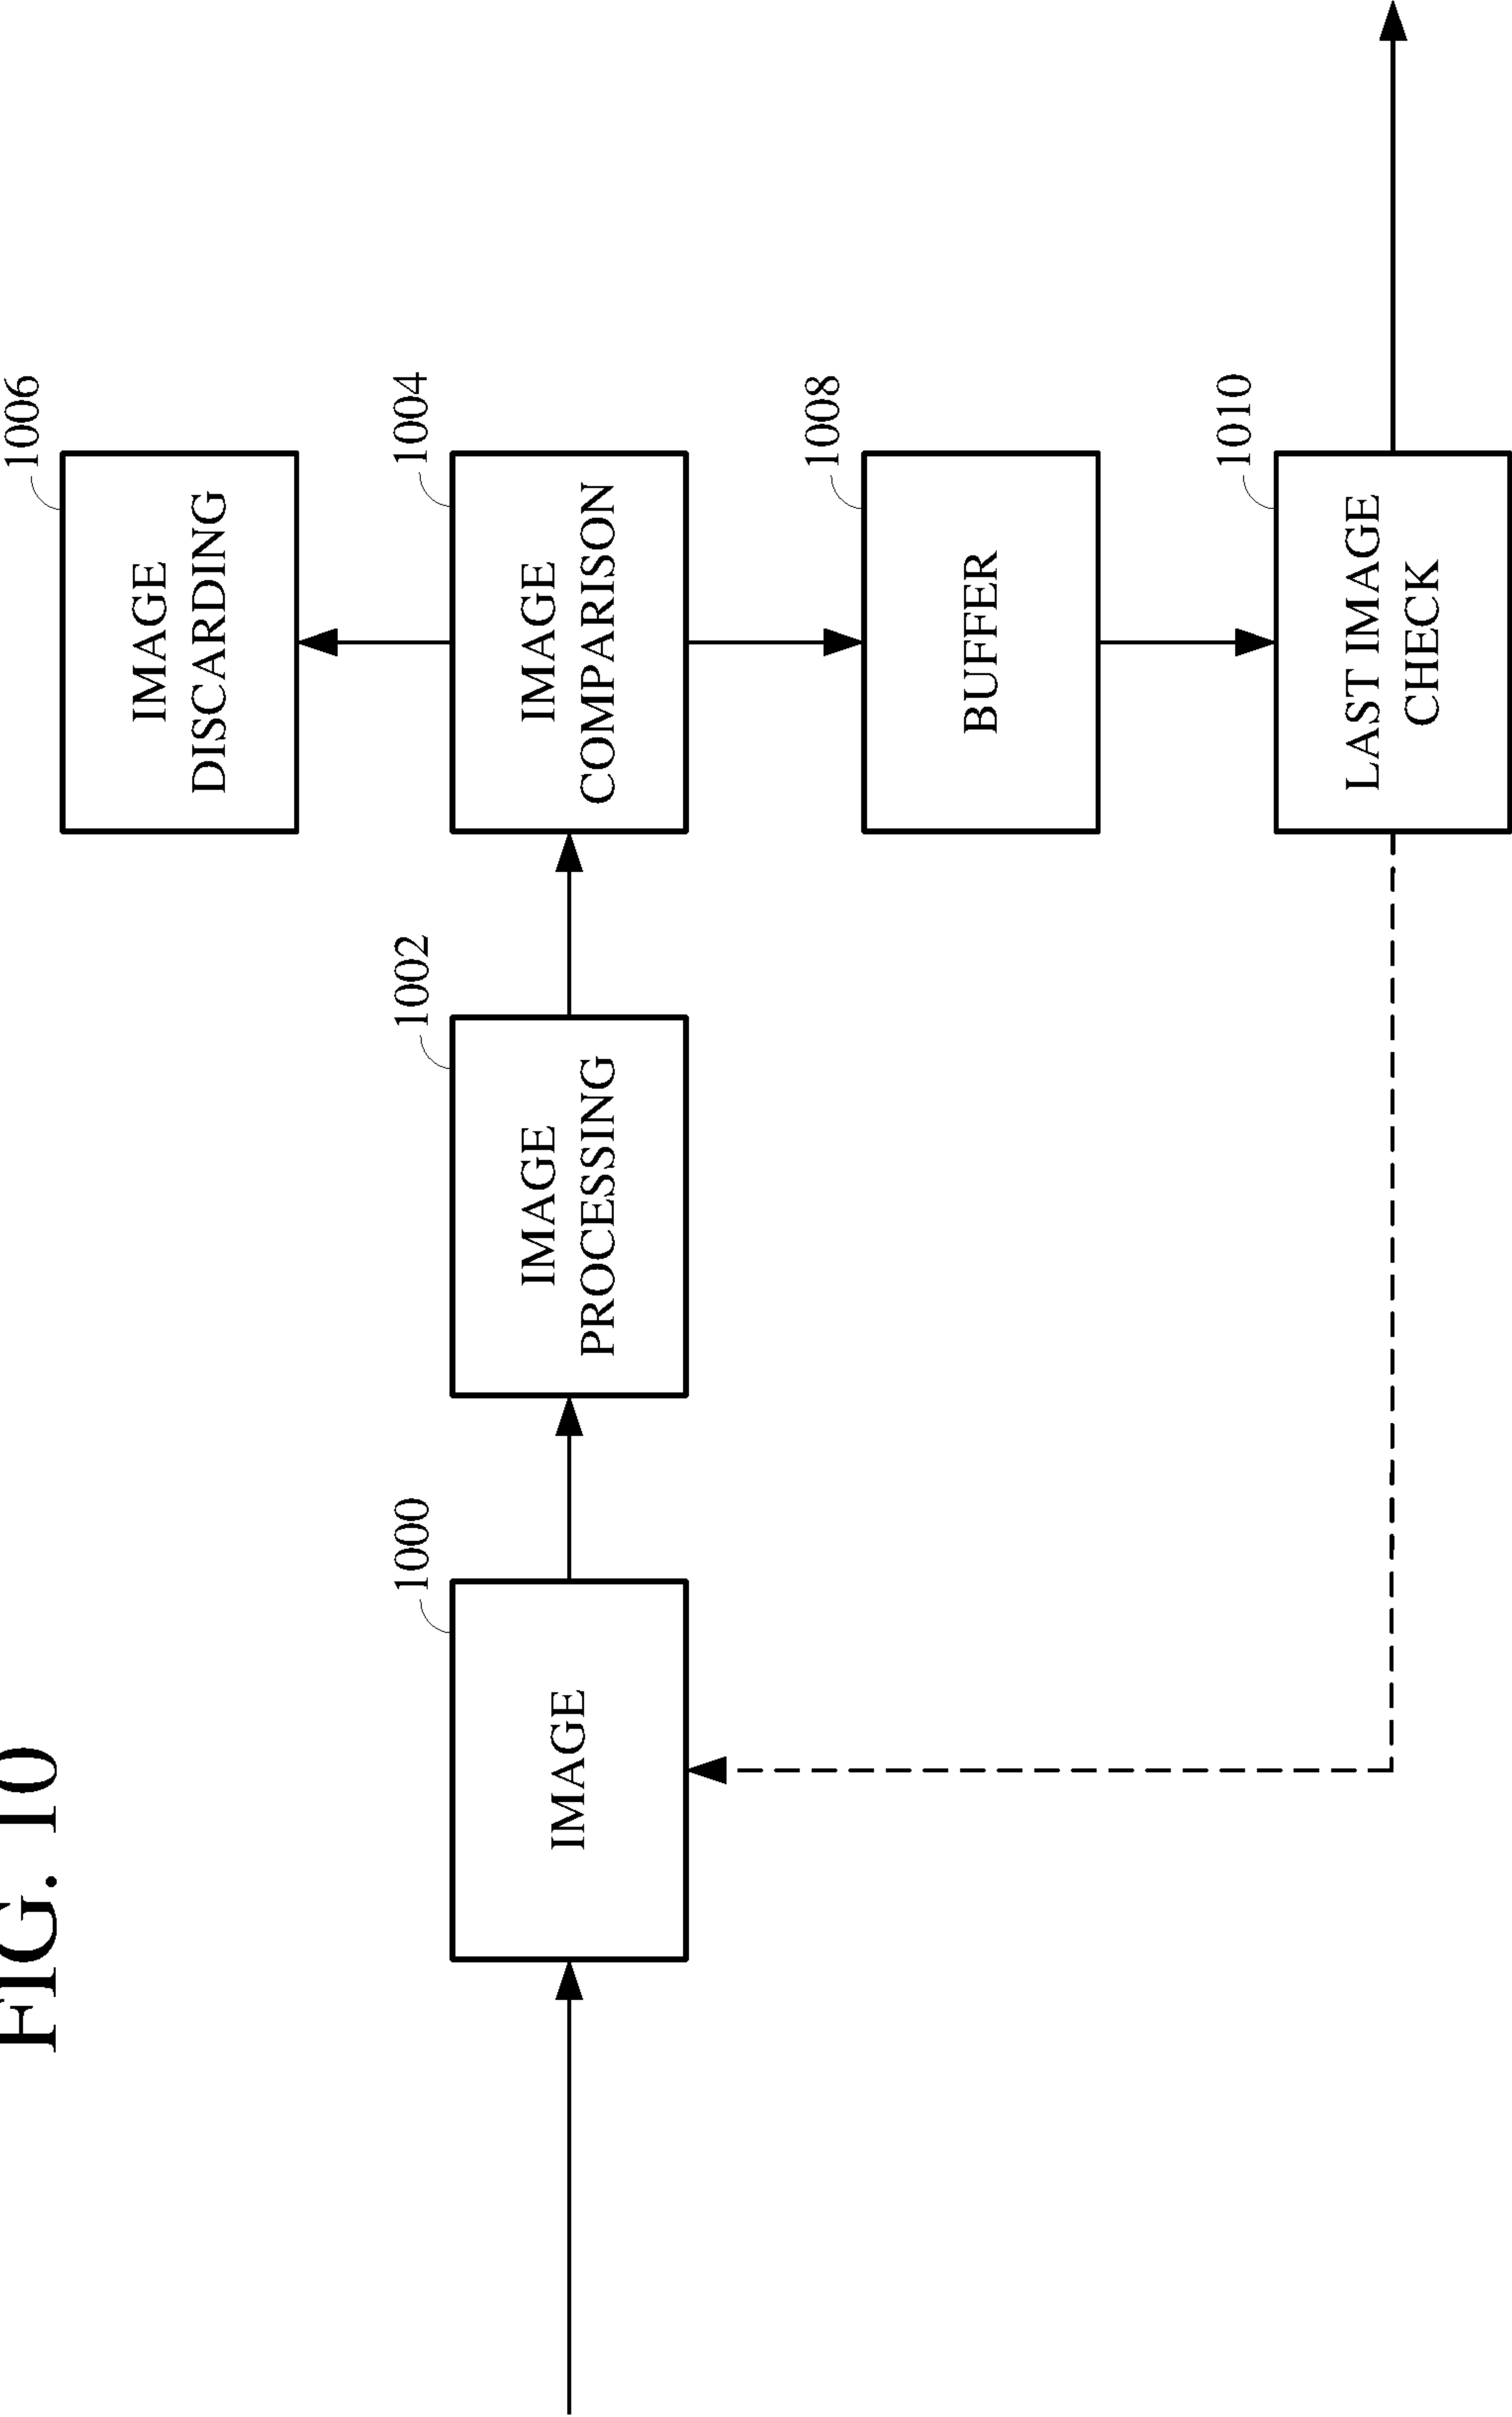 FIG. 10
1000
IMAGE
1002
IMAGE
PROCESSING
1004
IMAGE
COMPARISON
1006
IMAGE
DISCARDING
1008
BUFFER
1010
LAST IMAGE
CHECK